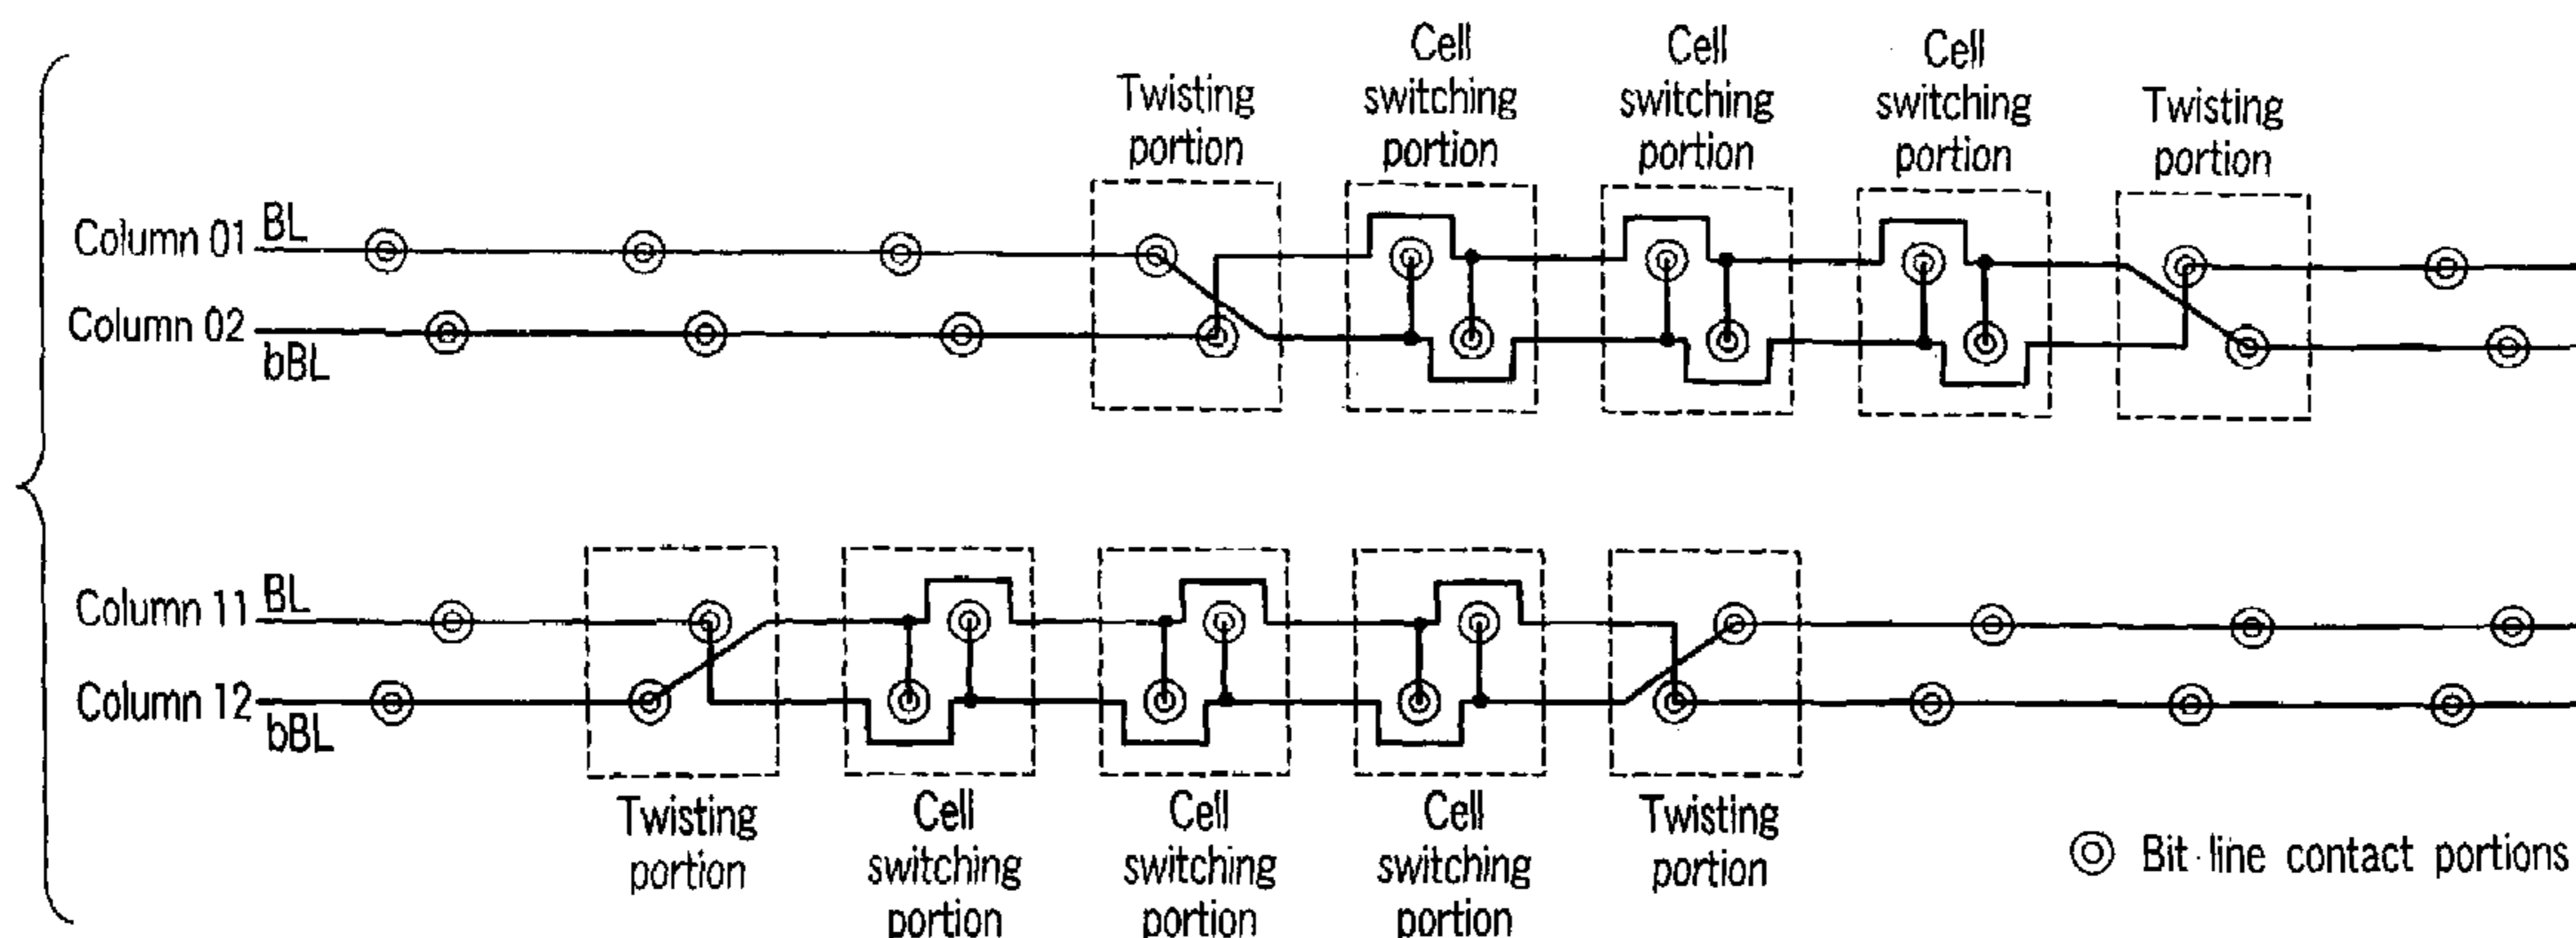 Twisting
portion
Cell
switching
portion
Cell
switching
portion
Cell
switching
portion
Twisting
portion
Column 01 BL
Column 02
bBL
Column 11 BL
Column 12
bBL
Twisting
portion
Cell
switching
portion
Cell
switching
portion
Cell
switching
portion
Twisting
portion
Bit line contact portions